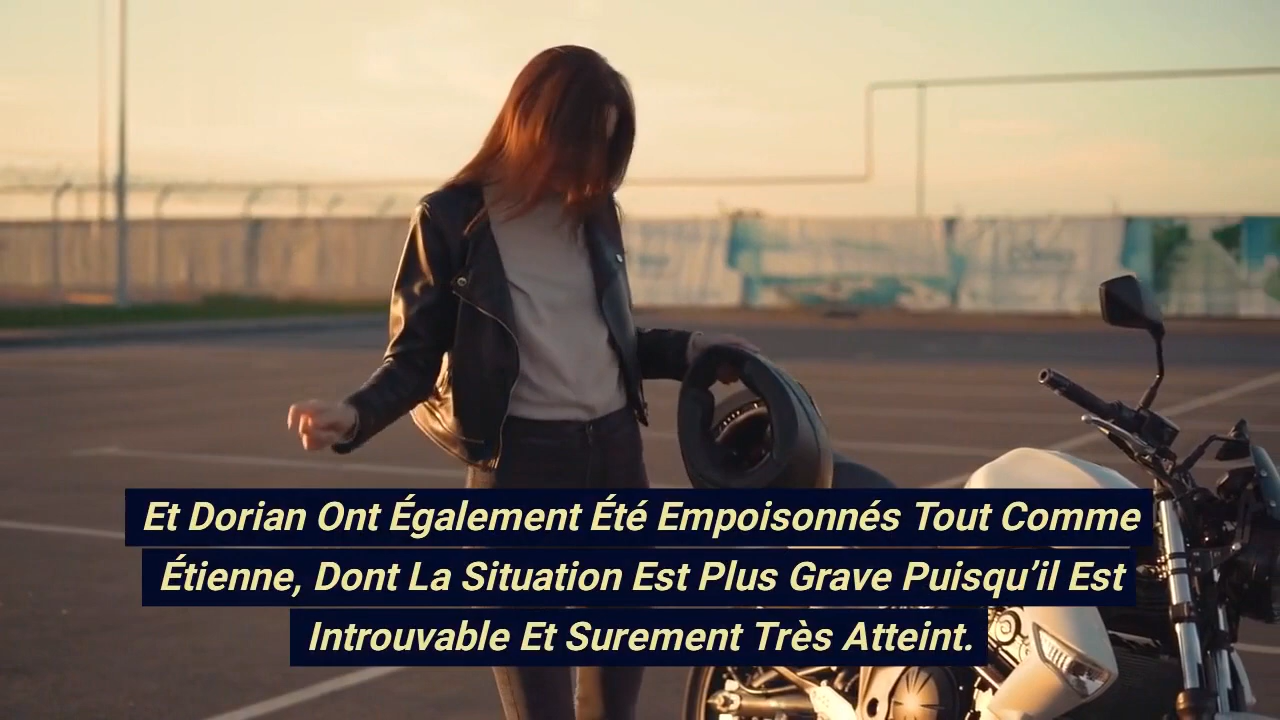 Et Dorian Ont Également Été Empoisonnés Tout Comme
Étienne, Dont La Situation Est Plus Grave Puisqu’il Est
Introuvable Et Surement Très Atteint.